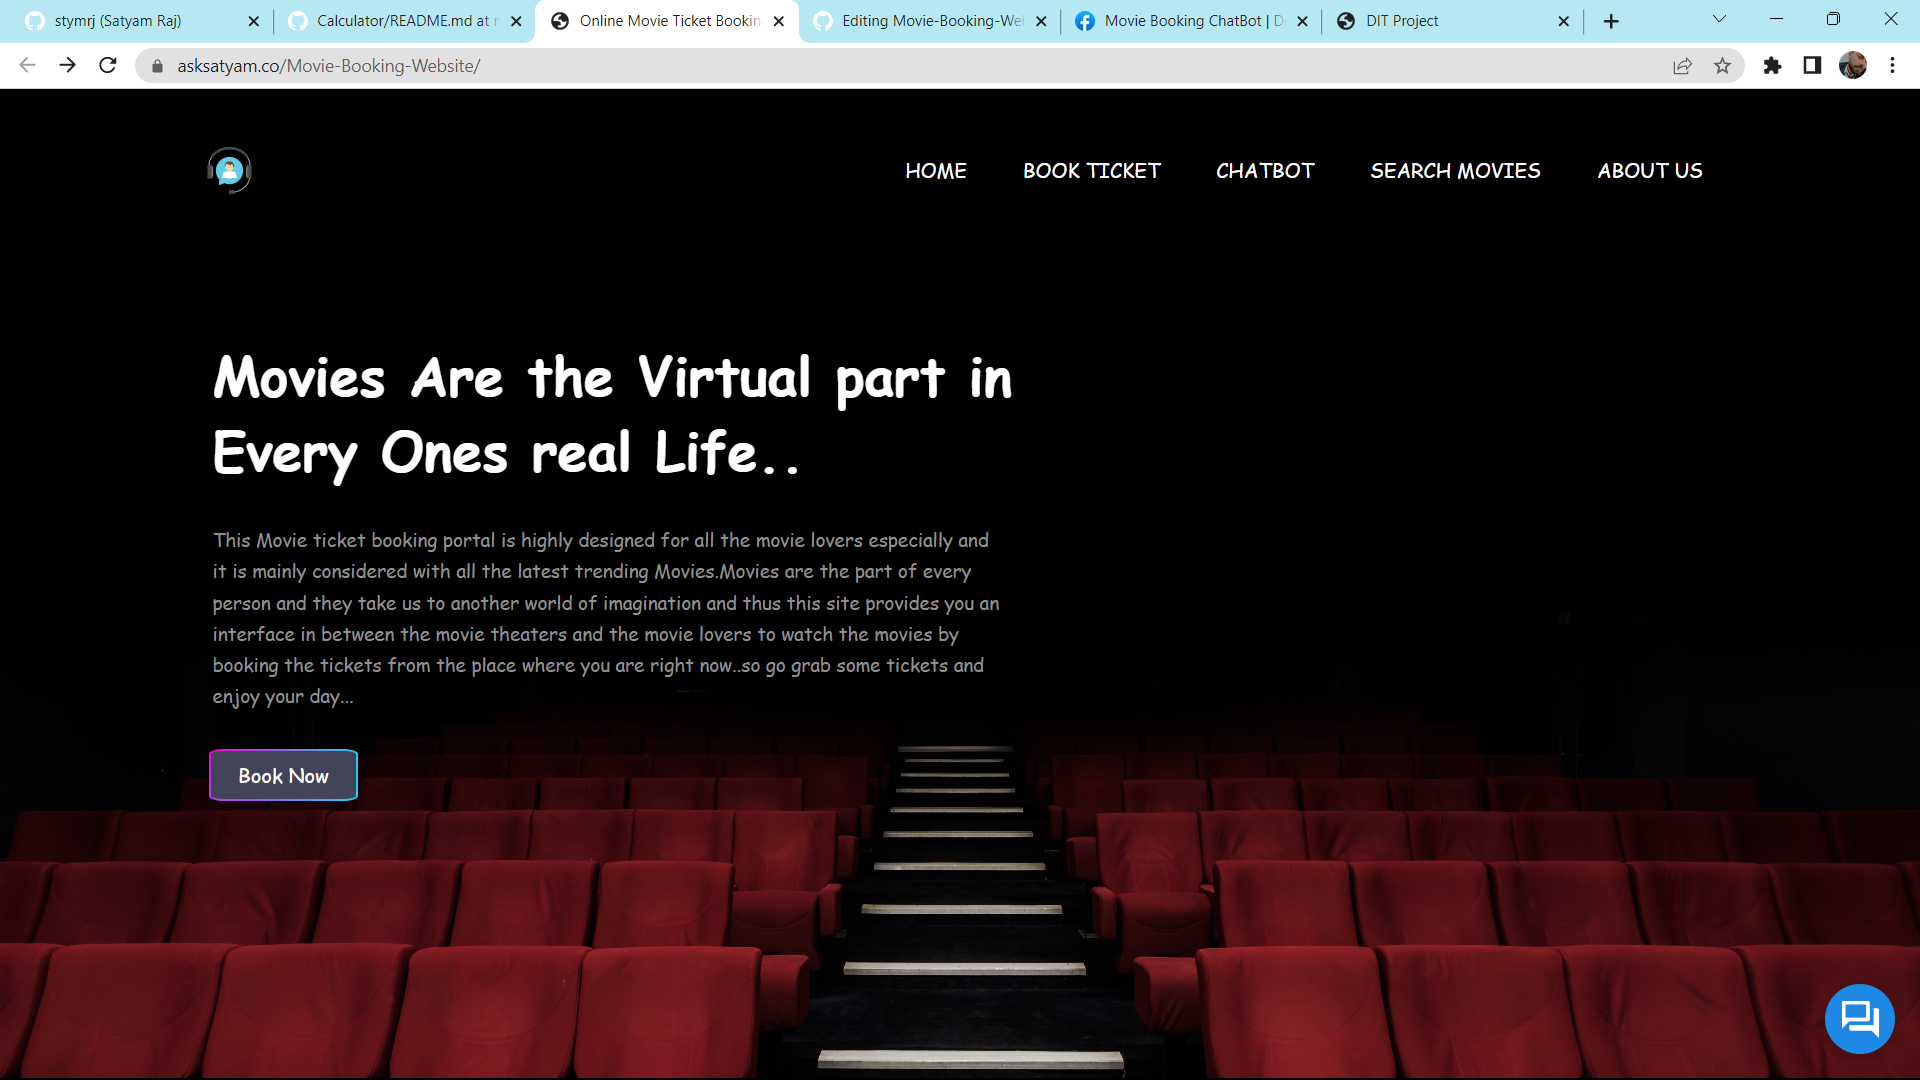 stymrj (Satyam Raj)
Calculator/README.md at m
Online Movie Ticket Bookin
Editing Movie-Booking-Wel
Movie Booking ChatBot | D
DIT Project
asksatyam.co/Movie-Booking-Website/
HOME BOOK TICKET CHATBOT SEARCH MOVIES ABOUT US
Movies Are the Virtual part in
Every Ones real Life..
This Movie ticket booking portal is highly designed for all the movie lovers especially and
it is mainly considered with all the latest trending Movies.Movies are the part of every
person and they take us to another world of imagination and thus this site provides you an
interface in between the movie theaters and the movie lovers to watch the movies by
booking the tickets from the place where you are right now..so go grab some tickets and
enjoy your day...
Book Now